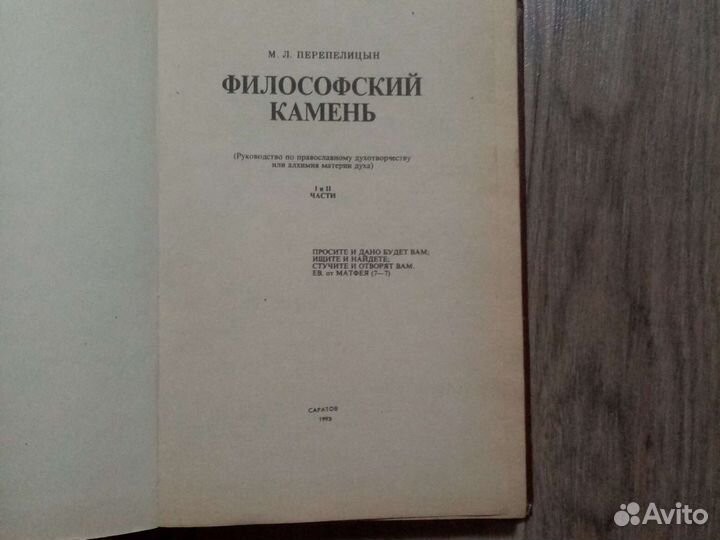 М. Л. ПЕРЕПЕЛИЦЫН
ФИЛОСОФСКИЙ
КАМЕНЬ
(Руководство по православному духотворчеству
или алхимия материи духа)
I и II
ЧАСТИ
ПРОСИТЕ И ДАНО БУДЕТ ВАМ;
ИЩИТЕ И НАЙДЕТЕ;
СТУЧИТЕ И ОТВОРЯТ ВАМ.
ЕВ. от МАТФЕЯ (7—7)
САРАТОВ
1993
Avito